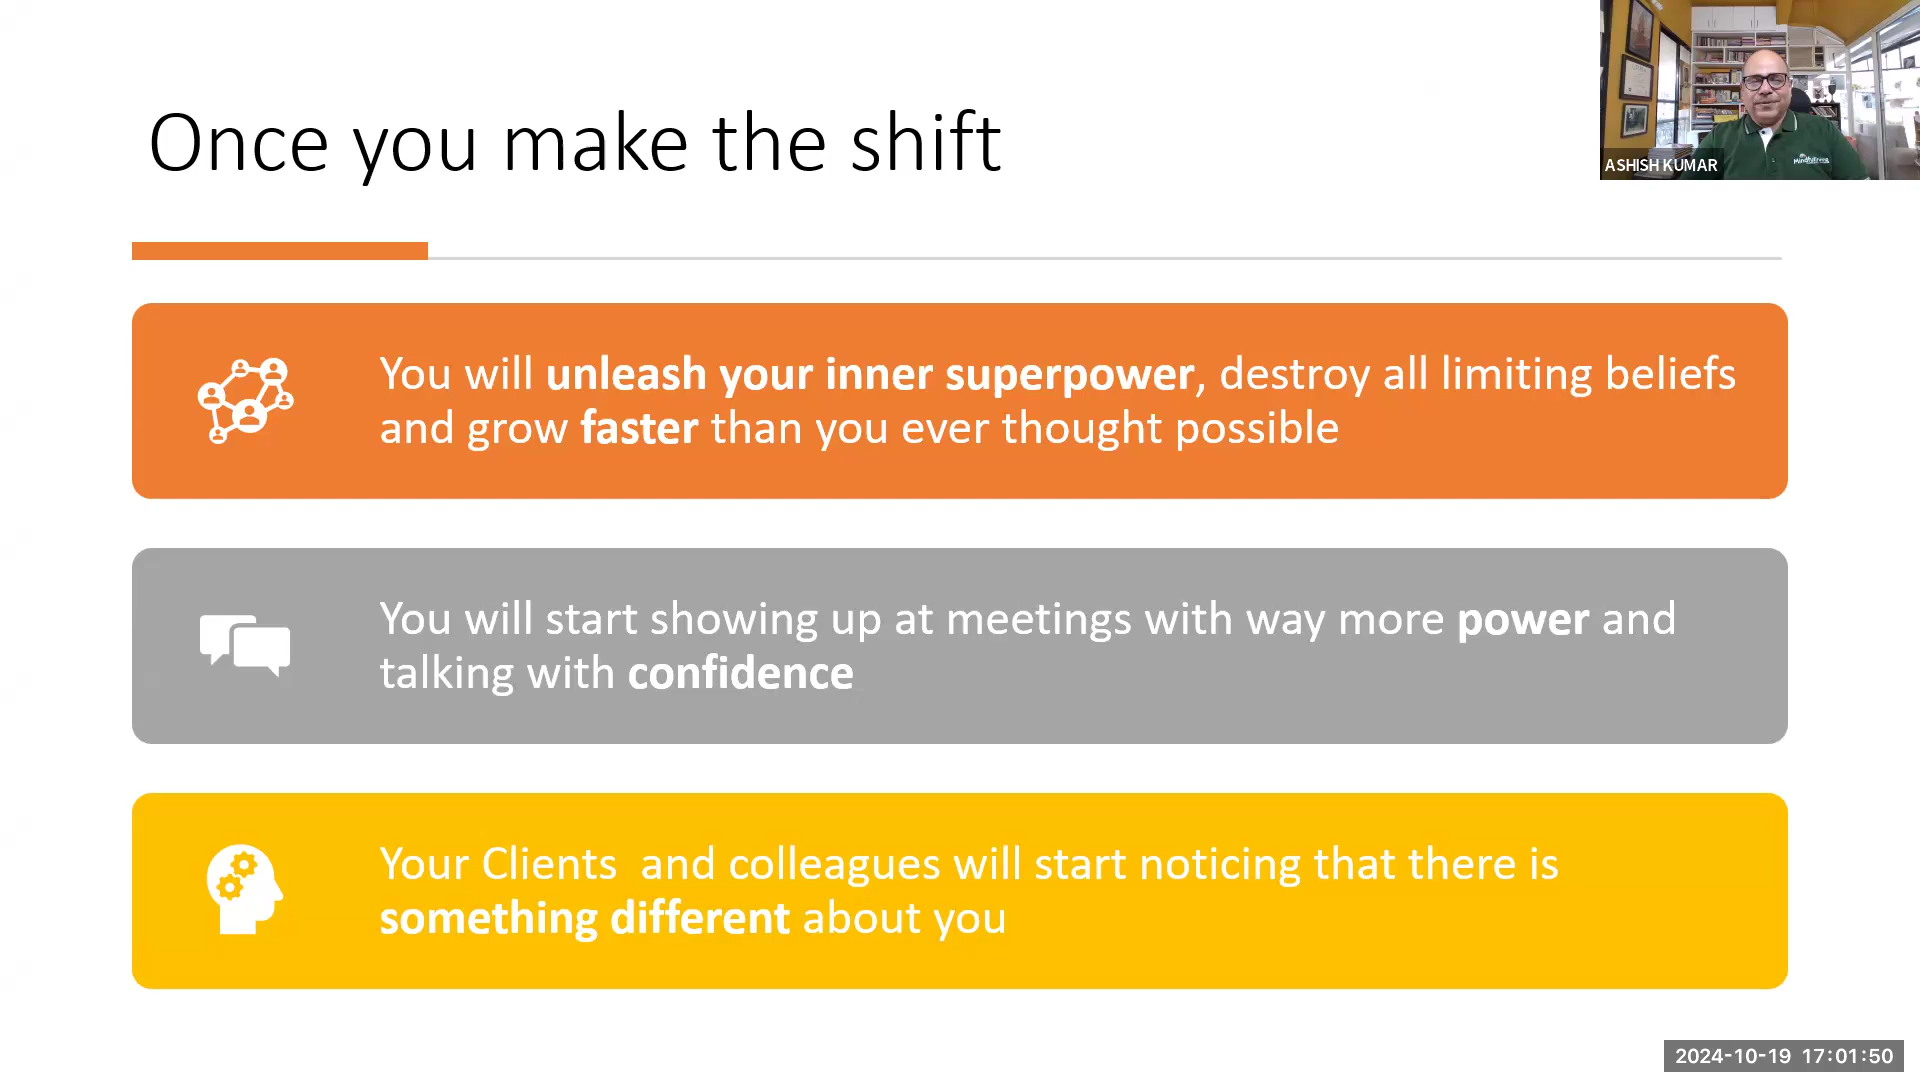 Once you make the shift
ASHISH KUMAR
You will unleash your inner superpower, destroy all limiting beliefs
and grow faster than you ever thought possible
You will start showing up at meetings with way more power and
talking with confidence
Your Clients  and colleagues will start noticing that there is
something different about you
2024-10-19 17:01:50